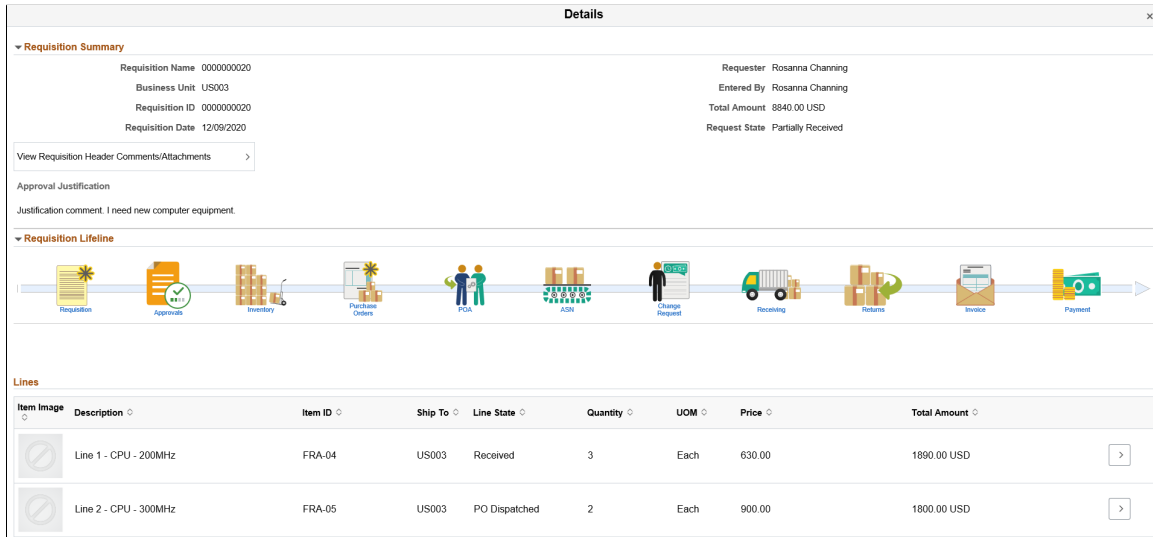 Details
×
Requisition Summary
Requisition Name 0000000020
Requester Rosanna Channing
Business Unit US003
Entered By Rosanna Channing
Requisition ID 0000000020
Total Amount 8840.00 USD
Requisition Date 12/09/2020
Request State Partially Received
View Requisition Header Comments/Attachments
Approval Justification
Justification comment. I need new computer equipment.
Requisition Lifeline
Requisition
Approvals
Inventory
Purchase Orders
POA
ASN
Change Request
Receiving
Returns
Invoice
Payment
Lines
Item Image Description Item ID Ship To Line State Quantity UOM Price Total Amount
Line 1 - CPU - 200MHz FRA-04 US003 Received 3 Each 630.00 1890.00 USD
Line 2 - CPU - 300MHz FRA-05 US003 PO Dispatched 2 Each 900.00 1800.00 USD